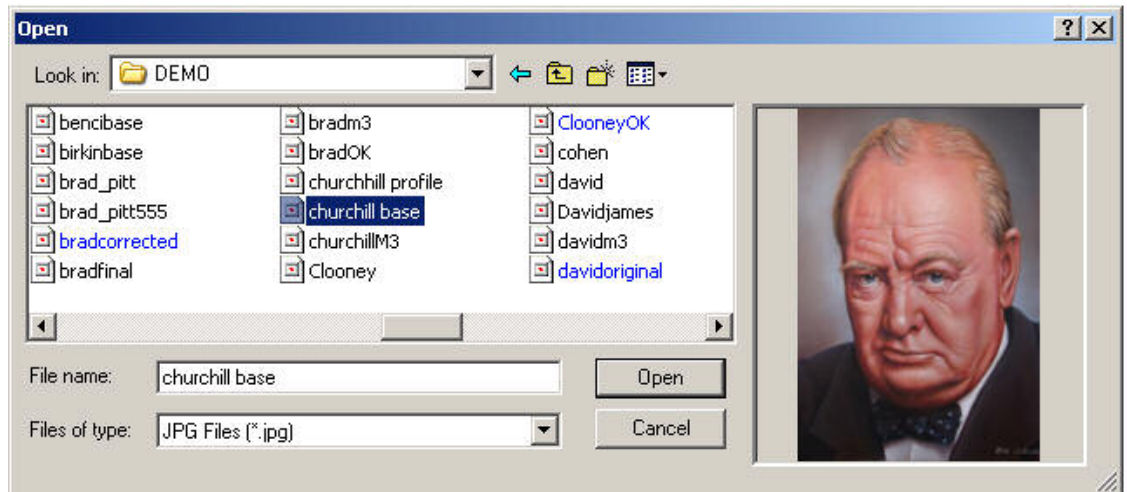 Open
Look in: DEMO
bencibase
birkinbase
brad_pitt
brad_pitt555
bradcorrected
bradfinal
bradm3
bradOK
churchhill profile
churchill base
churchillM3
Clooney
ClooneyOK
cohen
david
Davidjames
davidm3
davidoriginal
File name: churchill base
Open
Files of type: JPG Files (*.jpg)
Cancel